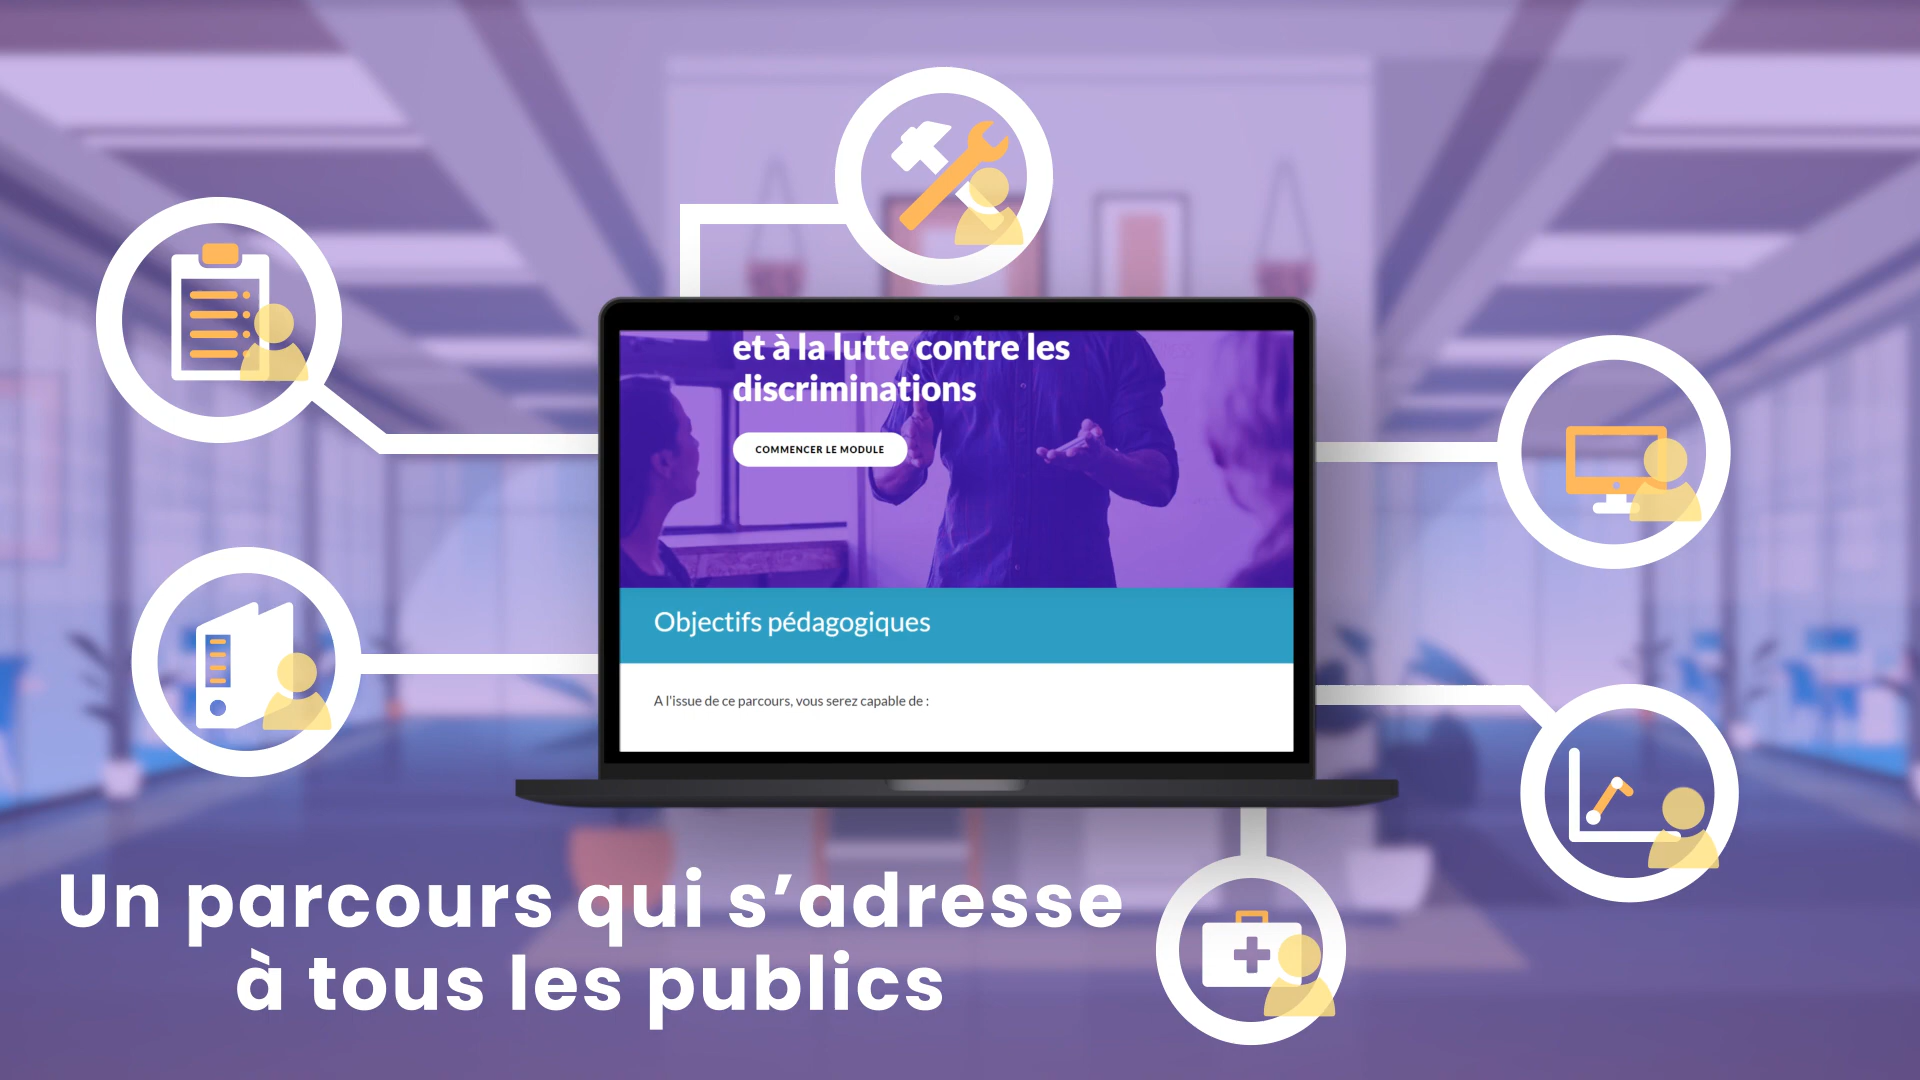 et à la lutte contre les
discriminations
COMMENCER LE MODULE
Objectifs pédagogiques
A l'issue de ce parcours, vous serez capable de :
Un parcours qui s’adresse
à tous les publics